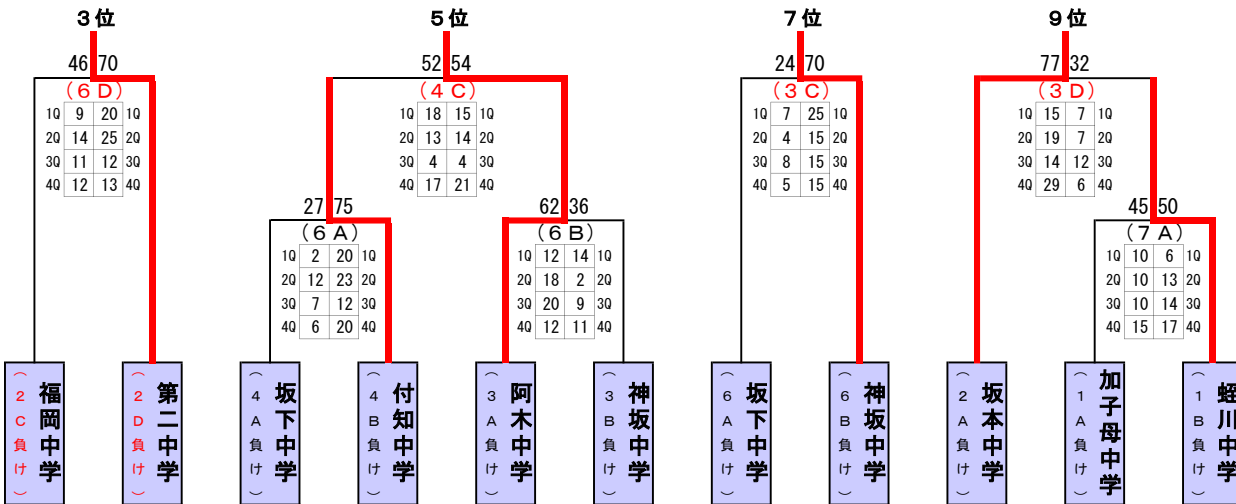 3位 5位 7位 9位
46 70 52 54 24 70 77 32
(6D) (4C) (3C) (3D)
1Q 9 20 1Q 1Q 18 15 1Q 1Q 7 25 1Q 1Q 15 7 1Q
2Q 14 25 2Q 2Q 13 14 2Q 2Q 4 15 2Q 2Q 19 7 2Q
3Q 11 12 3Q 3Q 4 4 3Q 3Q 8 15 3Q 3Q 14 12 3Q
4Q 12 13 4Q 4Q 17 21 4Q 4Q 5 15 4Q 4Q 29 6 4Q
27 75 62 36 45 50
(6A) (6B) (7A)
1Q 2 20 1Q 1Q 12 14 1Q 1Q 10 6 1Q
2Q 12 23 2Q 2Q 18 2 2Q 2Q 10 13 2Q
3Q 7 12 3Q 3Q 20 9 3Q 3Q 10 14 3Q
4Q 6 20 4Q 4Q 12 11 4Q 4Q 15 17 4Q
福岡中学
(2C負け)
第二中学
(2D負け)
坂下中学
(4A負け)
付知中学
(4B負け)
阿木中学
(3A負け)
神坂中学
(3B負け)
坂下中学
(6A負け)
神坂中学
(6B負け)
坂本中学
(2A負け)
加子母中学
(1A負け)
蛭川中学
(1B負け)